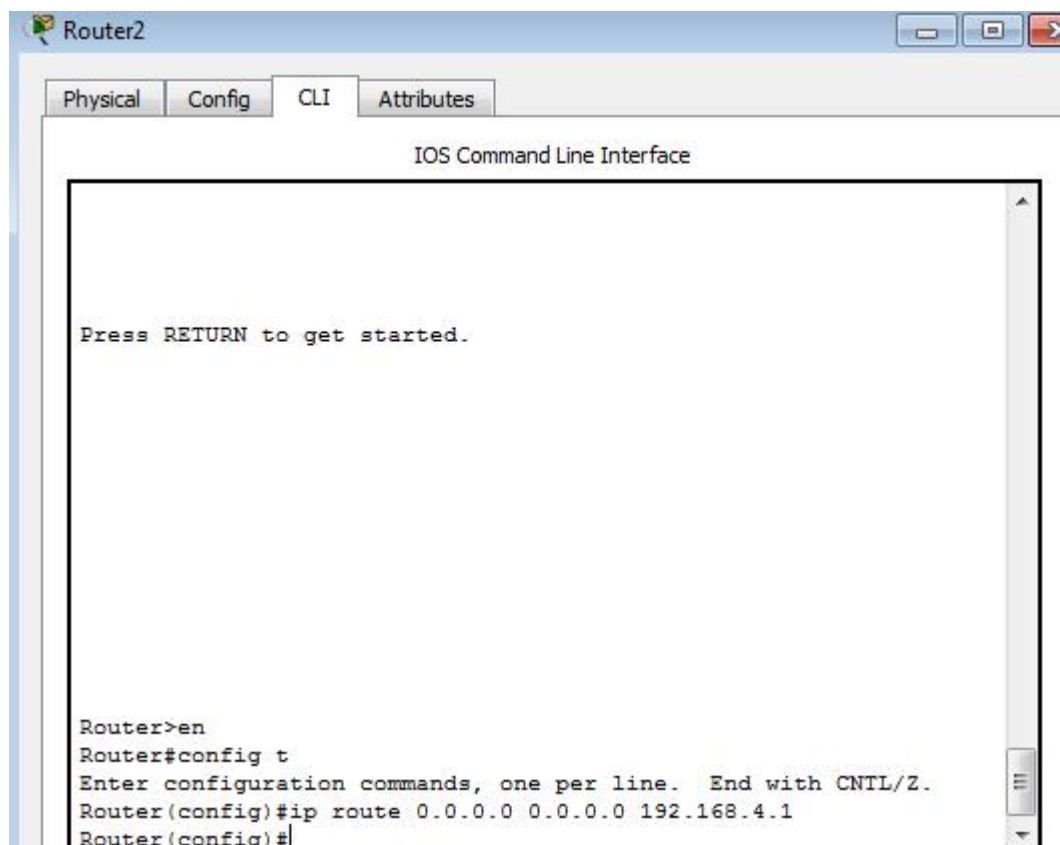 Router2
Physical Config CLI Attributes
IOS Command Line Interface
Press RETURN to get started.
Router>en
Router#config t
Enter configuration commands, one per line.  End with CNTL/Z.
Router(config)#ip route 0.0.0.0 0.0.0.0 192.168.4.1
Router(config)#